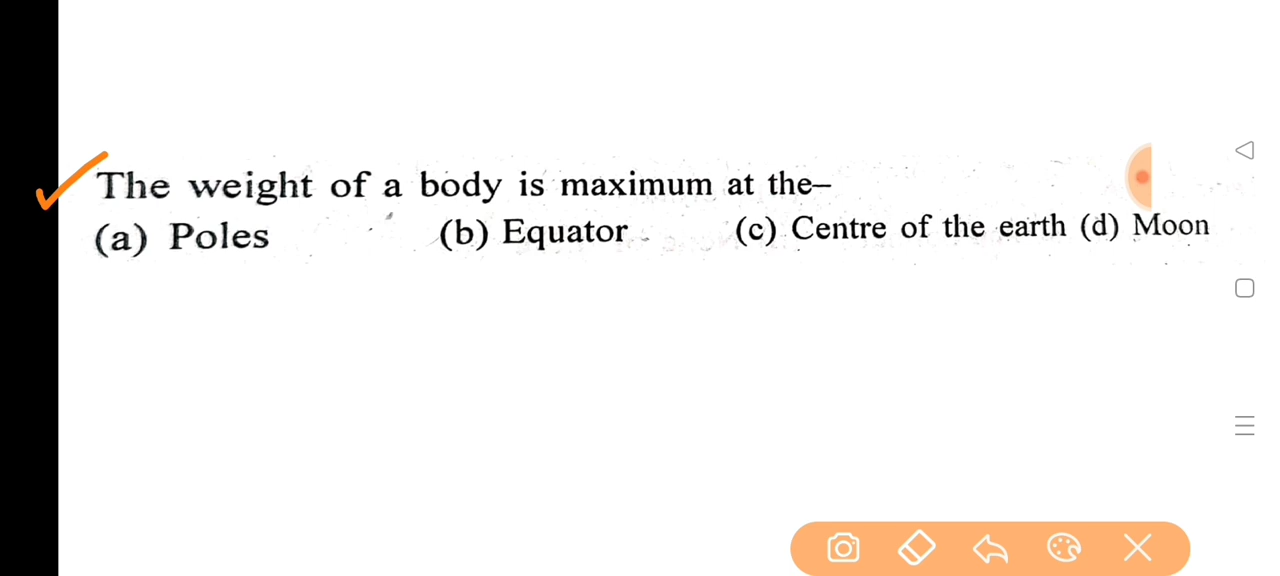 The weight of a body is maximum at the–
(a) Poles (b) Equator (c) Centre of the earth (d) Moon